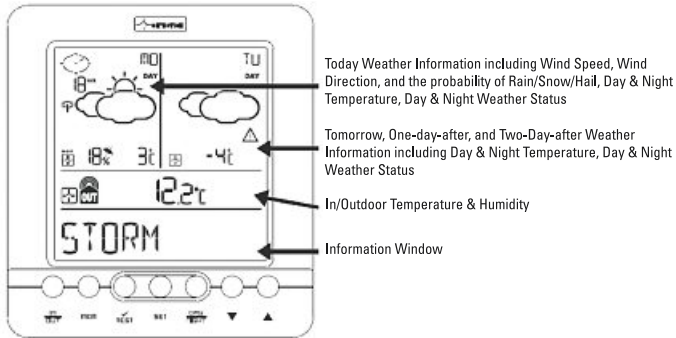 MO
TU
DAY
DAY
18
Today Weather Information including Wind Speed, Wind
Direction, and the probability of Rain/Snow/Hail, Day & Night
Temperature, Day & Night Weather Status
18%
3°c
-4°c
Tomorrow, One-day-after, and Two-Day-after Weather
Information including Day & Night Temperature, Day & Night
Weather Status
OUT
12.2°c
In/Outdoor Temperature & Humidity
STORM
Information Window
SET